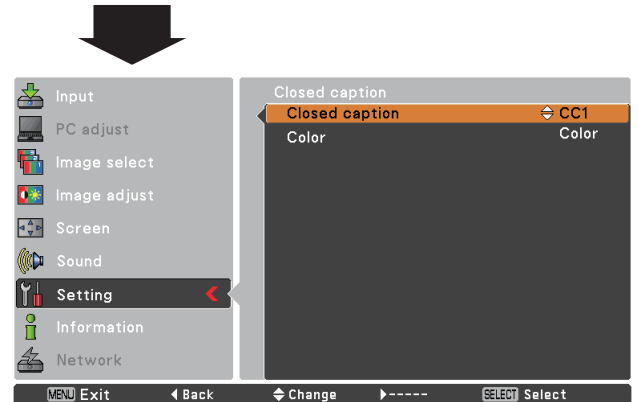 Input
PC adjust
Image select
Image adjust
Screen
Sound
Setting
Information
Network
Closed caption
Closed caption CC1
Color Color
MENU Exit Back Change ----- SELECT Select